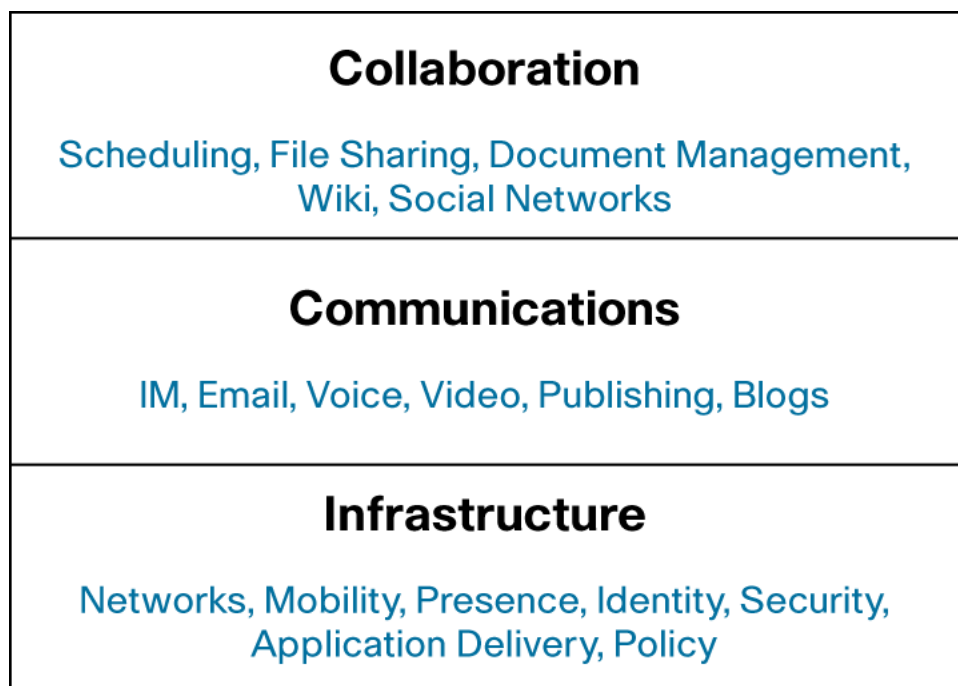 Collaboration
Scheduling, File Sharing, Document Management,
Wiki, Social Networks
Communications
IM, Email, Voice, Video, Publishing, Blogs
Infrastructure
Networks, Mobility, Presence, Identity, Security,
Application Delivery, Policy